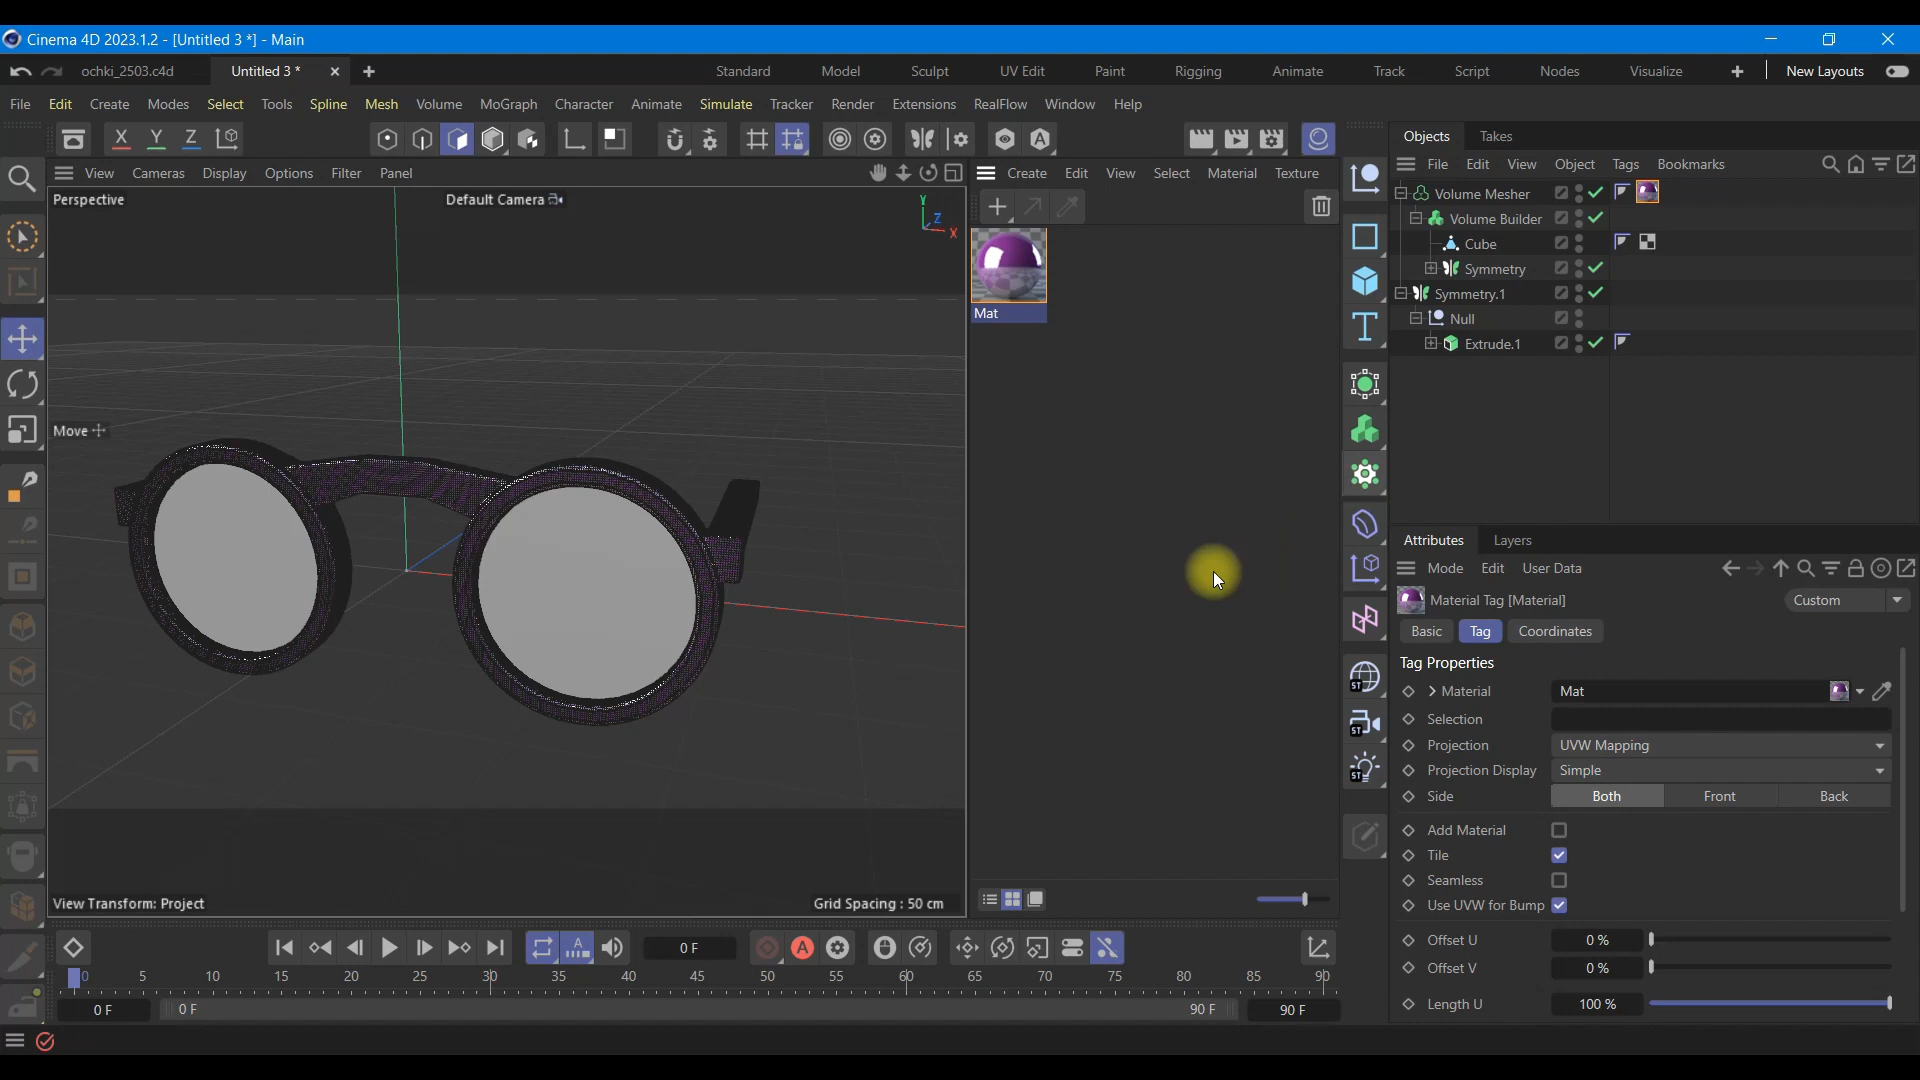 Cinema 4D 2023.1.2 - [Untitled 3 *] - Main
ochki_2503.c4d
Untitled 3 *
Standard
Model
Sculpt
UV Edit
Paint
Rigging
Animate
Track
Script
Nodes
Visualize
New Layouts
File
Edit
Create
Modes
Select
Tools
Spline
Mesh
Volume
MoGraph
Character
Animate
Simulate
Tracker
Render
Extensions
RealFlow
Window
Help
X
Y
Z
Objects
Takes
View
Cameras
Display
Options
Filter
Panel
Create
Edit
View
Select
Material
Texture
File
Edit
View
Object
Tags
Bookmarks
Perspective
Default Camera
Y
Z
X
Volume Mesher
Volume Builder
Cube
Symmetry
Symmetry.1
Null
Extrude.1
Mat
Move
Attributes
Layers
Mode
Edit
User Data
Material Tag [Material]
Custom
Basic
Tag
Coordinates
Tag Properties
Material
Mat
Selection
Projection
UVW Mapping
Projection Display
Simple
Side
Both
Front
Back
Add Material
Tile
Seamless
Use UVW for Bump
Offset U
0 %
Offset V
0 %
Length U
100 %
View Transform: Project
Grid Spacing : 50 cm
0 F
0
5
10
15
20
25
30
35
40
45
50
55
60
65
70
75
80
85
90
0 F
0 F
90 F
90 F
ST
ST
ST